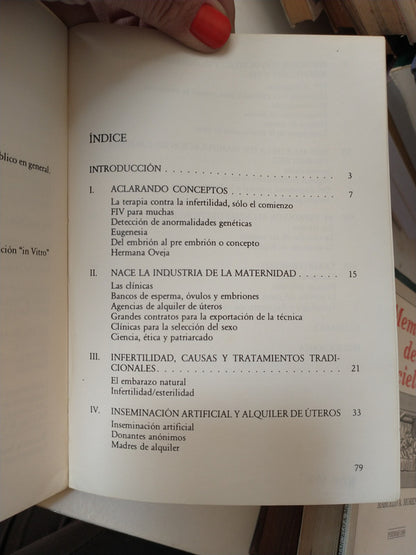 blico en general.
ción "in Vitro"
ÍNDICE
INTRODUCCIÓN . . . . . . . . . . . . . . . . . . . . . . 3
I. ACLARANDO CONCEPTOS . . . . . . . . . . . . . . 7
La terapia contra la infertilidad, sólo el comienzo
FIV para muchas
Detección de anormalidades genéticas
Eugenesia
Del embrión al pre embrión o concepto
Hermana Oveja
II. NACE LA INDUSTRIA DE LA MATERNIDAD . . . . . 15
Las clínicas
Bancos de esperma, óvulos y embriones
Agencias de alquiler de úteros
Grandes contratos para la exportación de la técnica
Clínicas para la selección del sexo
Ciencia, ética y patriarcado
III. INFERTILIDAD, CAUSAS Y TRATAMIENTOS TRADI-
CIONALES. . . . . . . . . . . . . . . . . . . . . 21
El embarazo natural
Infertilidad/esterilidad
IV. INSEMINACIÓN ARTIFICIAL Y ALQUILER DE ÚTEROS 33
Inseminación artificial
Donantes anónimos
Madres de alquiler
79
Mem
de
ciel